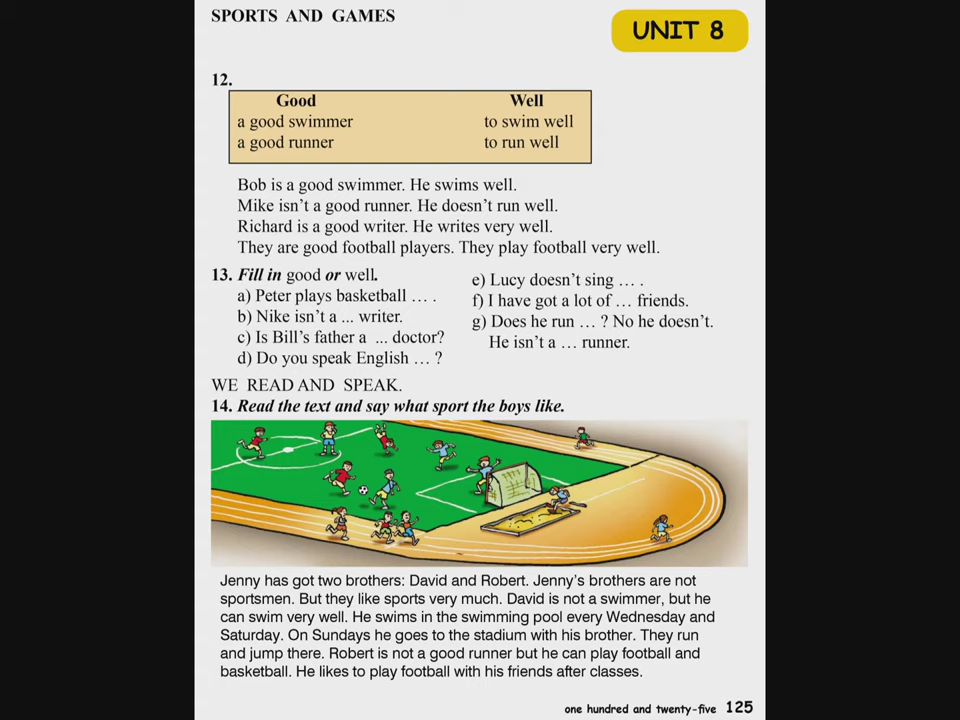 SPORTS AND GAMES
UNIT 8
12.
Good Well
a good swimmer to swim well
a good runner to run well
Bob is a good swimmer. He swims well.
Mike isn't a good runner. He doesn't run well.
Richard is a good writer. He writes very well.
They are good football players. They play football very well.
13. Fill in good or well.
a) Peter plays basketball … .
b) Nike isn't a ... writer.
c) Is Bill's father a ... doctor?
d) Do you speak English … ?
e) Lucy doesn't sing … .
f) I have got a lot of … friends.
g) Does he run … ? No he doesn't.
He isn't a … runner.
WE READ AND SPEAK.
14. Read the text and say what sport the boys like.
Jenny has got two brothers: David and Robert. Jenny's brothers are not
sportsmen. But they like sports very much. David is not a swimmer, but he
can swim very well. He swims in the swimming pool every Wednesday and
Saturday. On Sundays he goes to the stadium with his brother. They run
and jump there. Robert is not a good runner but he can play football and
basketball. He likes to play football with his friends after classes.
one hundred and twenty-five 125